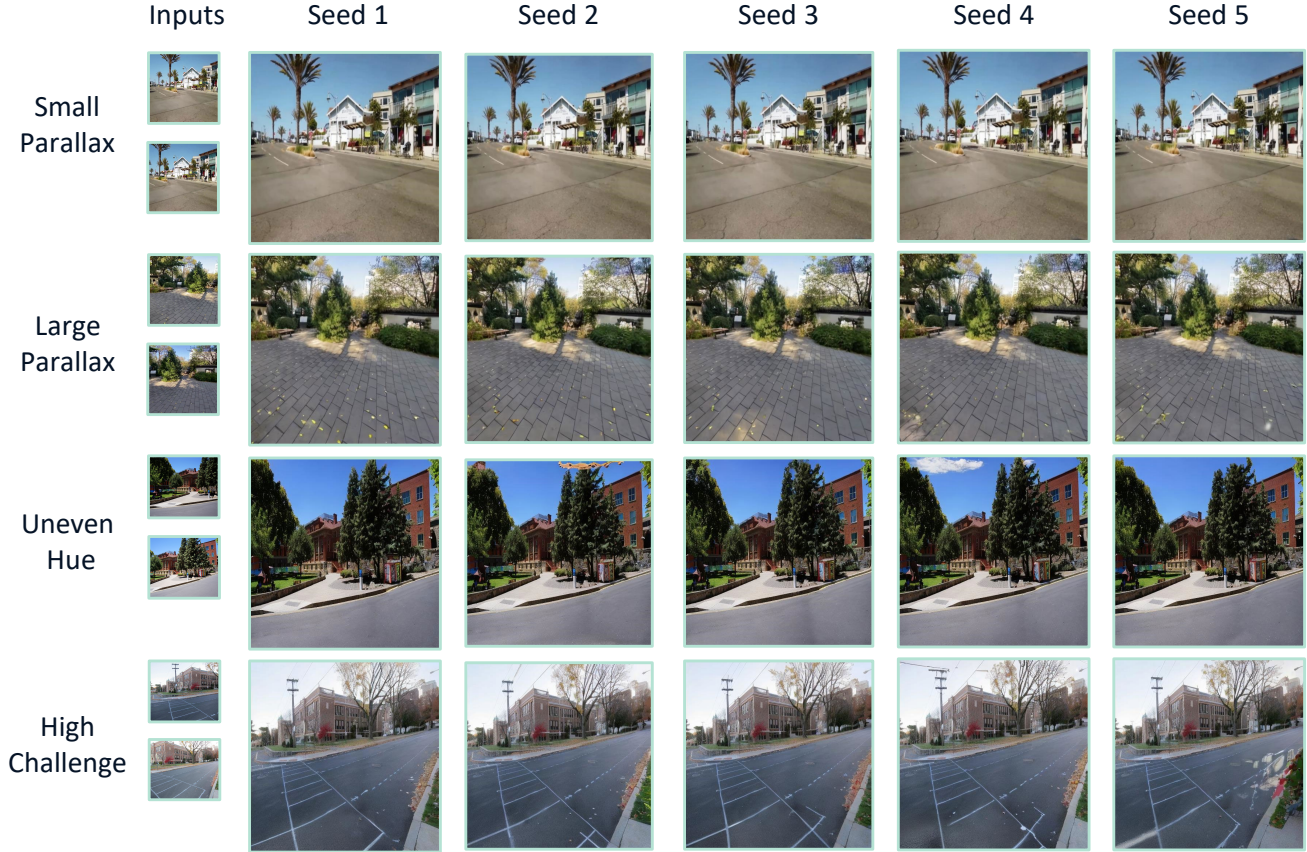 Inputs Seed 1 Seed 2 Seed 3 Seed 4 Seed 5
Small
Parallax
Large
Parallax
Uneven
Hue
High
Challenge